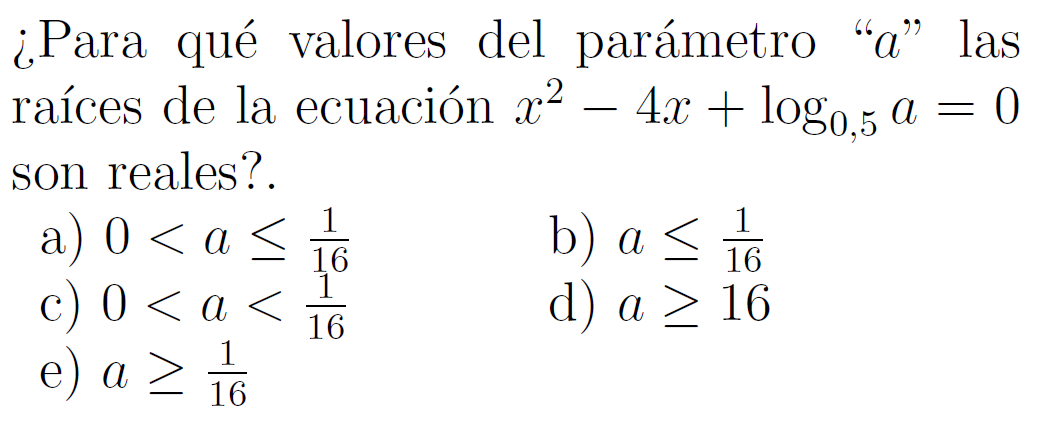 ¿Para qué valores del parámetro “a” las
raíces de la ecuación x² − 4x + log₀,₅ a = 0
son reales?.
a) 0 < a ≤ 1/16 b) a ≤ 1/16
c) 0 < a < 1/16 d) a ≥ 16
e) a ≥ 1/16